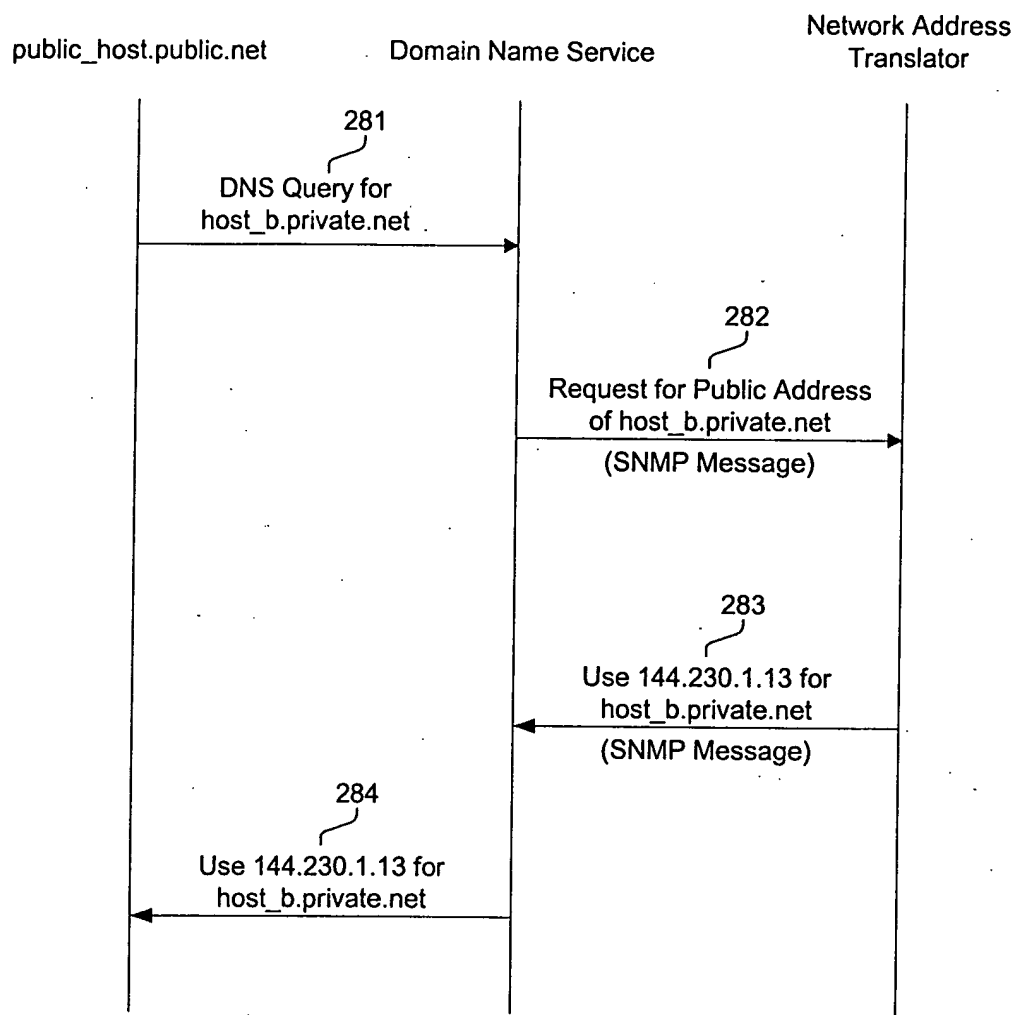 public_host.public.net
Domain Name Service
Network Address
Translator
281
DNS Query for
host_b.private.net
282
Request for Public Address
of host_b.private.net
(SNMP Message)
283
Use 144.230.1.13 for
host_b.private.net
(SNMP Message)
284
Use 144.230.1.13 for
host_b.private.net